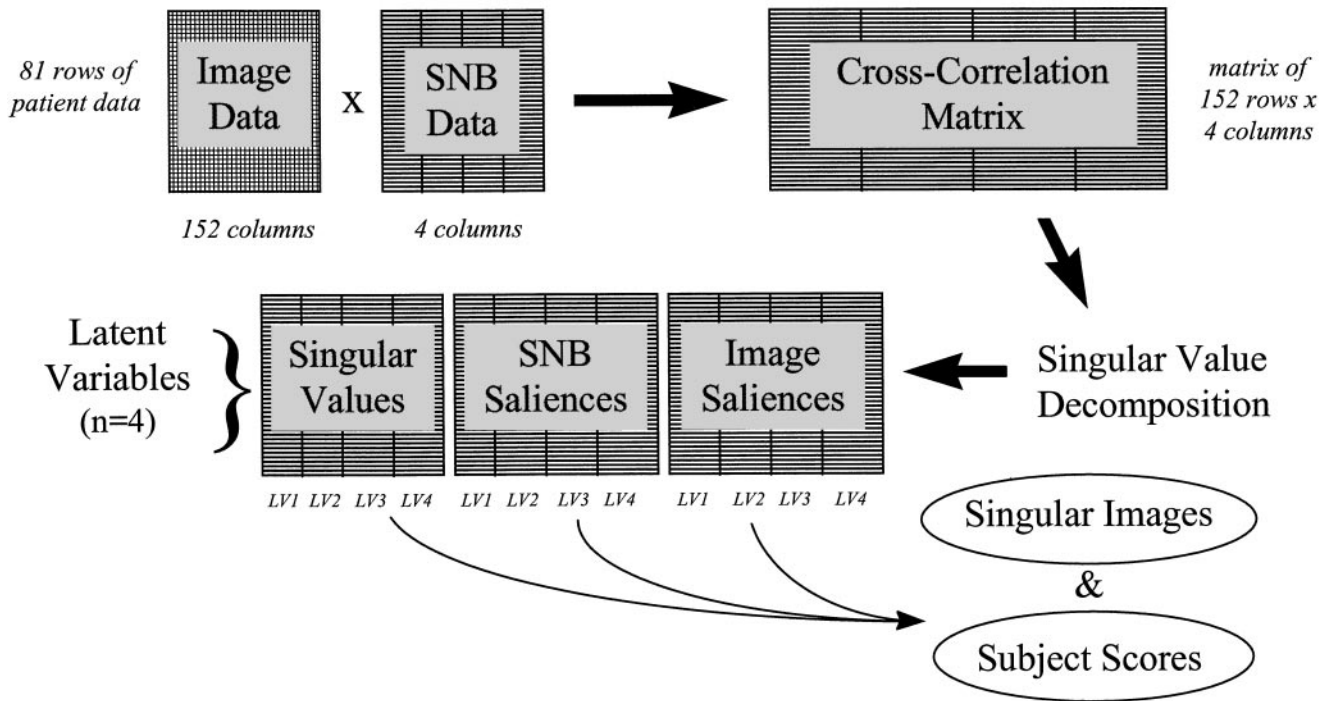 81 rows of
patient data
Image
Data
x
SNB
Data
Cross-Correlation
Matrix
matrix of
152 rows x
4 columns
152 columns
4 columns
Latent
Variables
(n=4)
Singular
Values
SNB
Saliences
Image
Saliences
Singular Value
Decomposition
LV1 LV2 LV3 LV4
LV1 LV2 LV3 LV4
LV1 LV2 LV3 LV4
Singular Images
&
Subject Scores